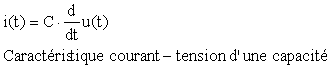 i(t) = C · d/dt u(t)
Caractéristique courant – tension d'une capacité